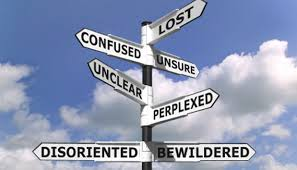 LOST
CONFUSED
UNSURE
UNCLEAR
PERPLEXED
DISORIENTED
BEWILDERED